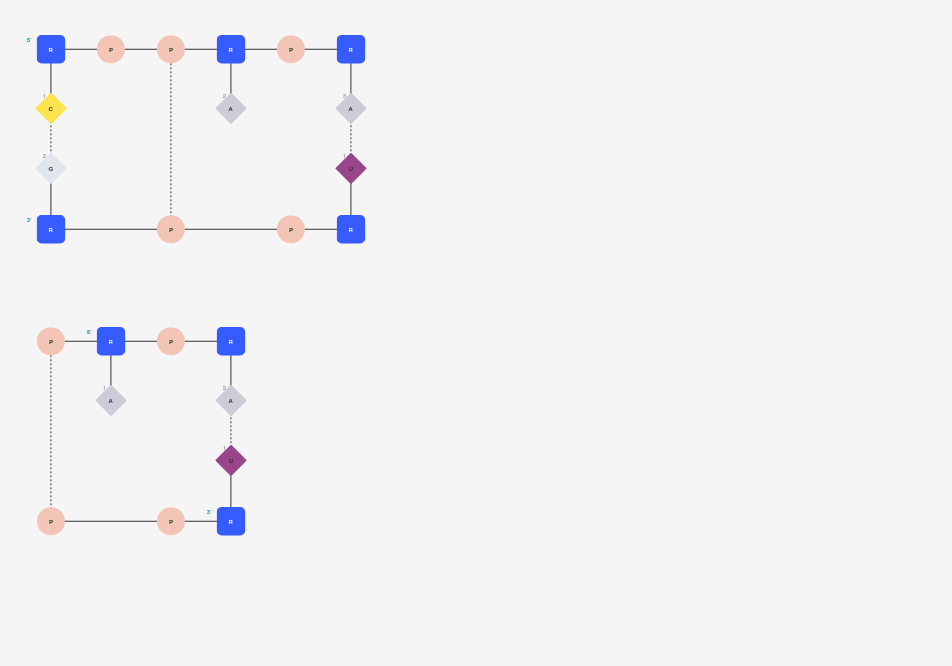 5' R P P R P R
1 2 3
C A A
2 1
G U
3' R P P R
P 5' R P R
1 2
A A
1
U
P P 3' R